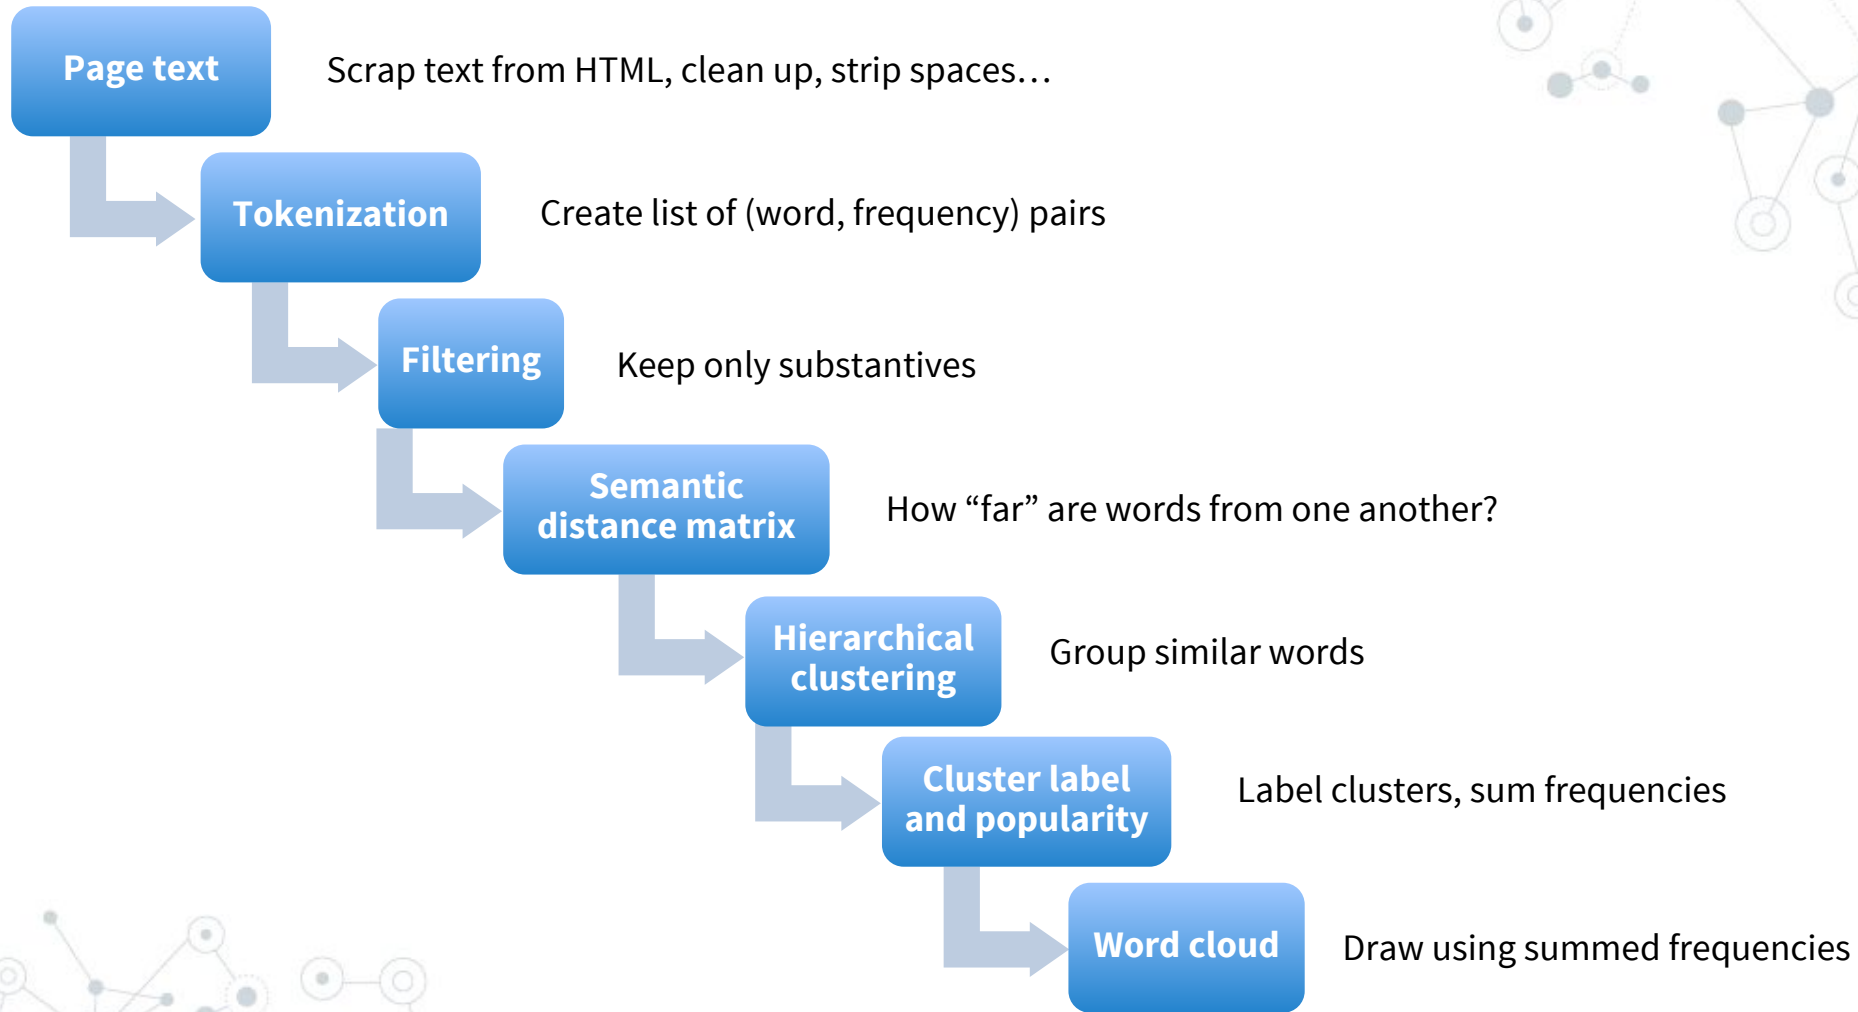 Page text
Scrap text from HTML, clean up, strip spaces…
Tokenization
Create list of (word, frequency) pairs
Filtering
Keep only substantives
Semantic
distance matrix
How “far” are words from one another?
Hierarchical
clustering
Group similar words
Cluster label
and popularity
Label clusters, sum frequencies
Word cloud
Draw using summed frequencies